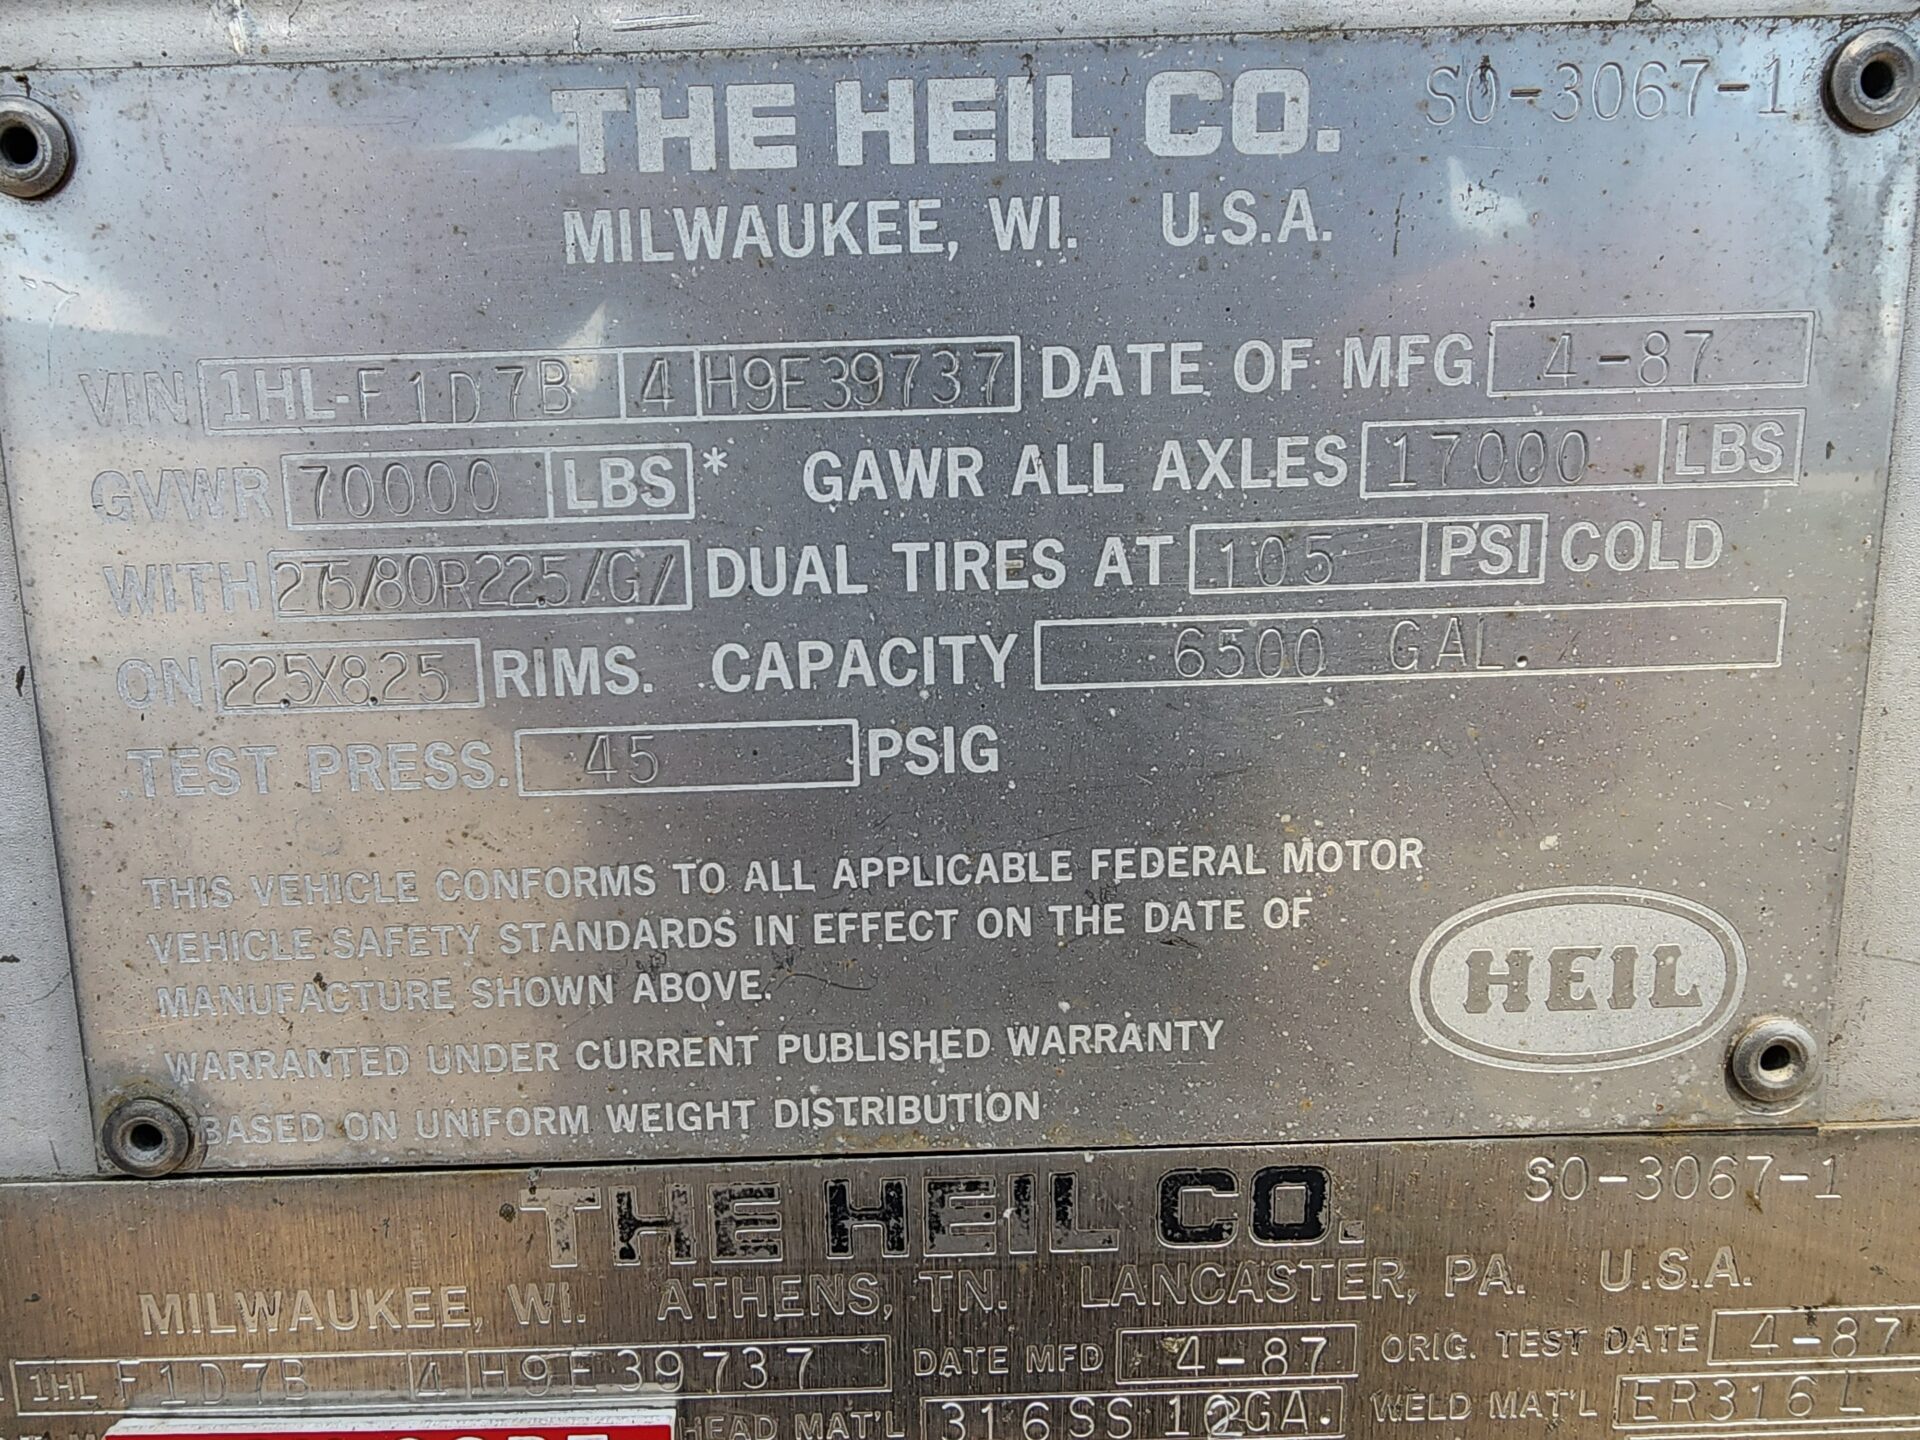 THE HEIL CO. SO-3067-1
MILWAUKEE, WI. U.S.A.
VIN 1HL-F1D7B 4 H9E39737 DATE OF MFG 4-87
GVWR 70000 LBS * GAWR ALL AXLES 17000 LBS
WITH 275/80R225/G/ DUAL TIRES AT 105 PSI COLD
ON 22.5X8.25 RIMS. CAPACITY 6500 GAL.
TEST PRESS. 45 PSIG
THIS VEHICLE CONFORMS TO ALL APPLICABLE FEDERAL MOTOR
VEHICLE SAFETY STANDARDS IN EFFECT ON THE DATE OF
MANUFACTURE SHOWN ABOVE.
HEIL
WARRANTED UNDER CURRENT PUBLISHED WARRANTY
BASED ON UNIFORM WEIGHT DISTRIBUTION
THE HEIL CO. SO-3067-1
MILWAUKEE, WI. ATHENS, TN. LANCASTER, PA. U.S.A.
1HL F1D7B 4 H9E39737 DATE MFD 4-87 ORIG. TEST DATE 4-87
HEAD MAT'L 316SS 12GA. WELD MAT'L ER316L